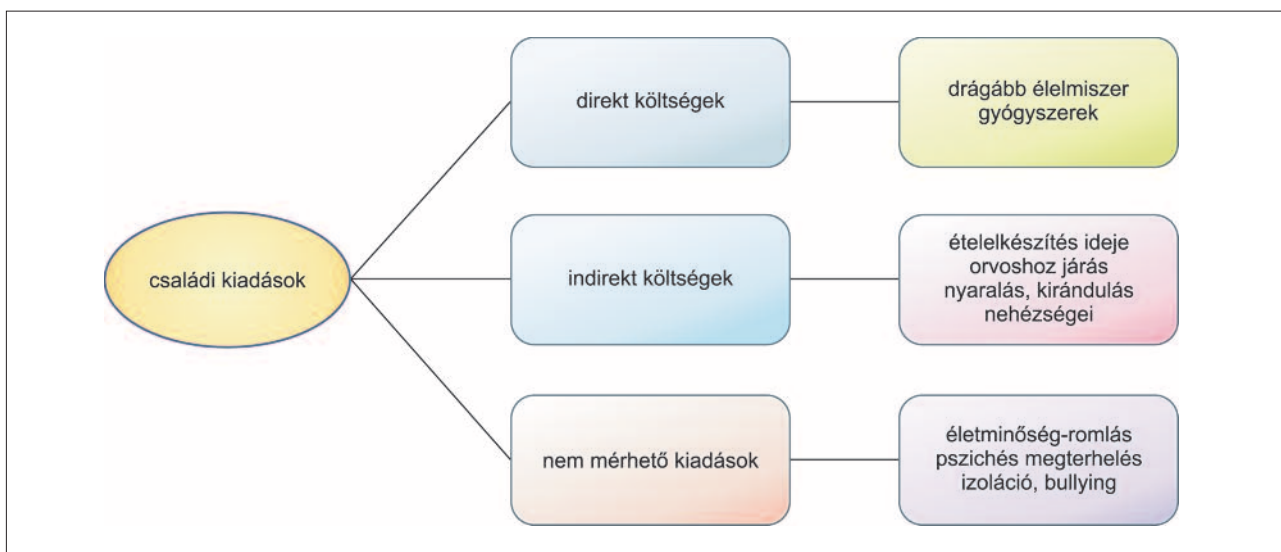 családi kiadások
direkt költségek
drágább élelmiszer
gyógyszerek
indirekt költségek
ételelkészítés ideje
orvoshoz járás
nyaralás, kirándulás
nehézségei
nem mérhető kiadások
életminőség-romlás
pszichés megterhelés
izoláció, bullying